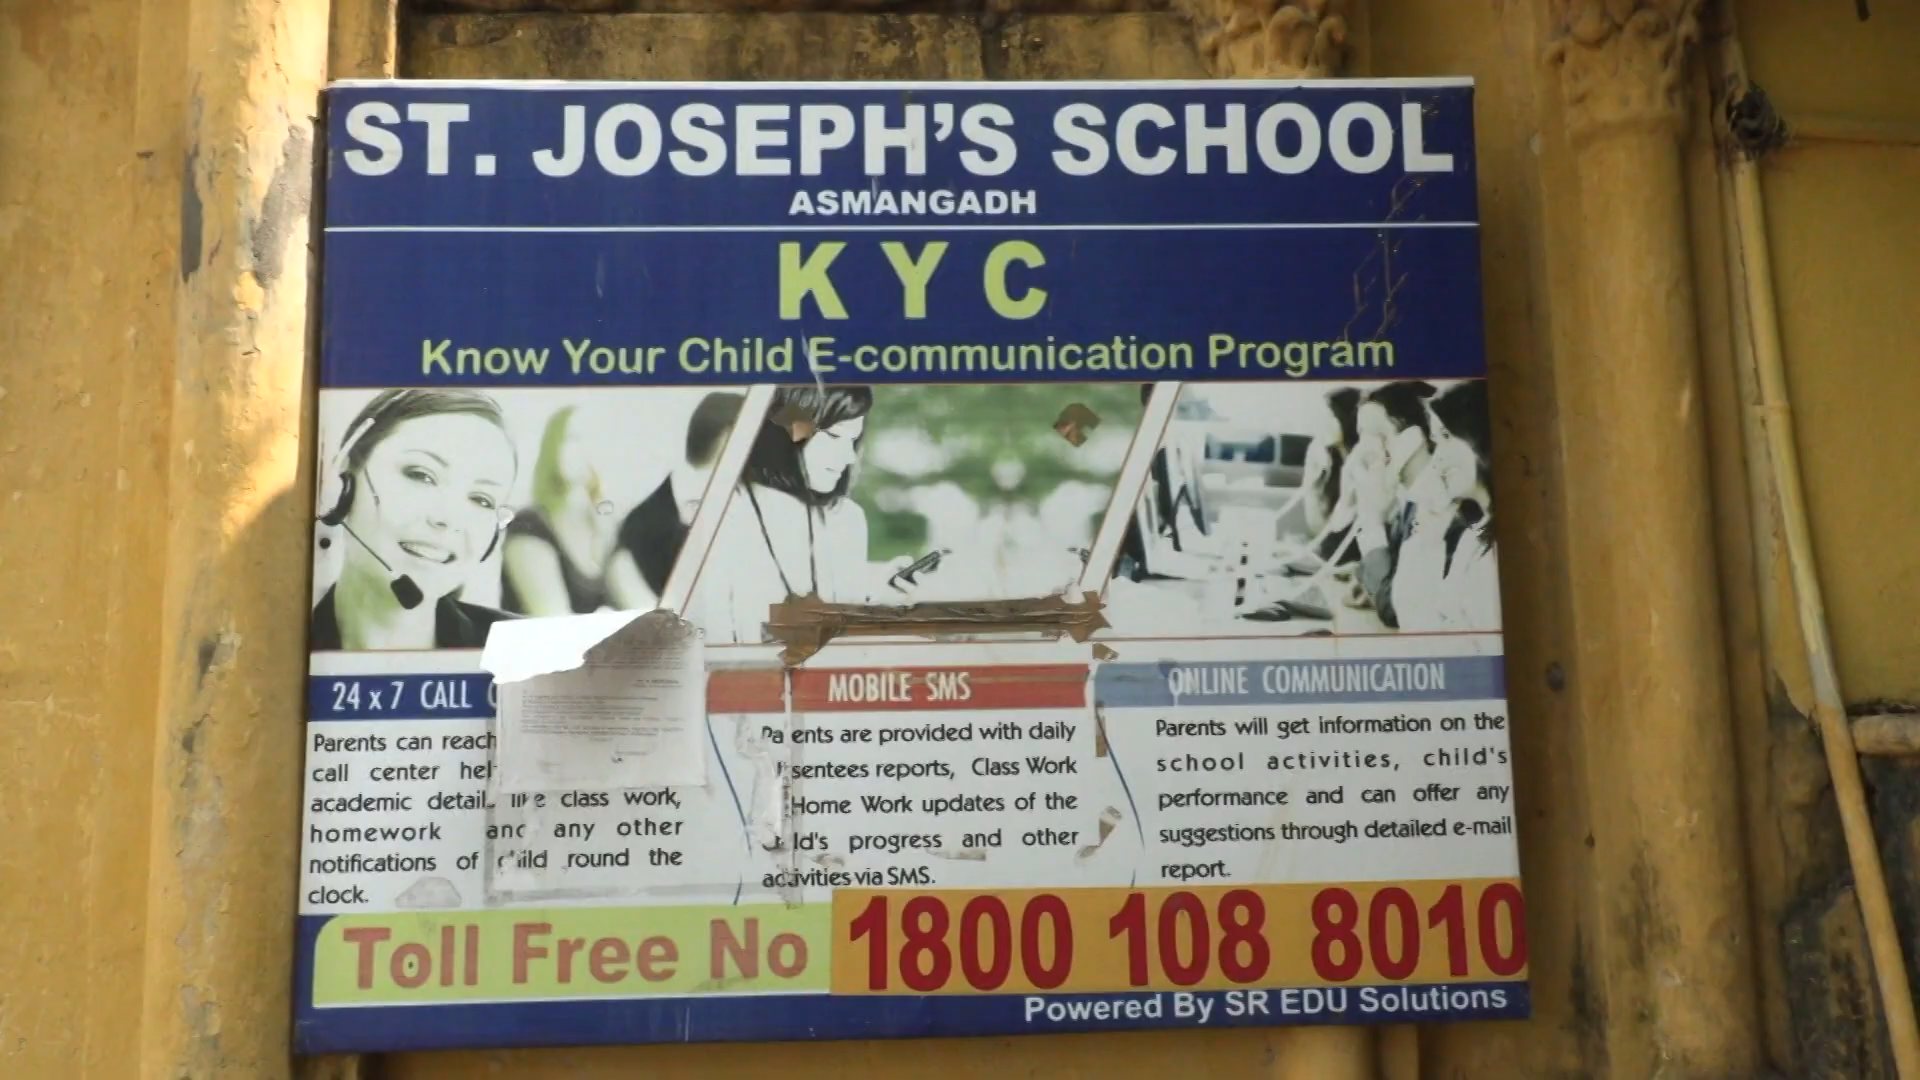 ST. JOSEPH'S SCHOOL
ASMANGADH
K Y C
Know Your Child E-communication Program
24 x 7 CALL
Parents can reach
call center
academic like class work,
homework and any other
notifications of child round the
clock.
MOBILE SMS
are provided with daily
reports, Class Work
Home Work updates of the
progress and other
activities via SMS.
ONLINE COMMUNICATION
Parents will get information on the
school activities, child's
performance and can offer any
suggestions through detailed e-mail
report.
Toll Free No 1800 108 8010
Powered By SR EDU Solutions